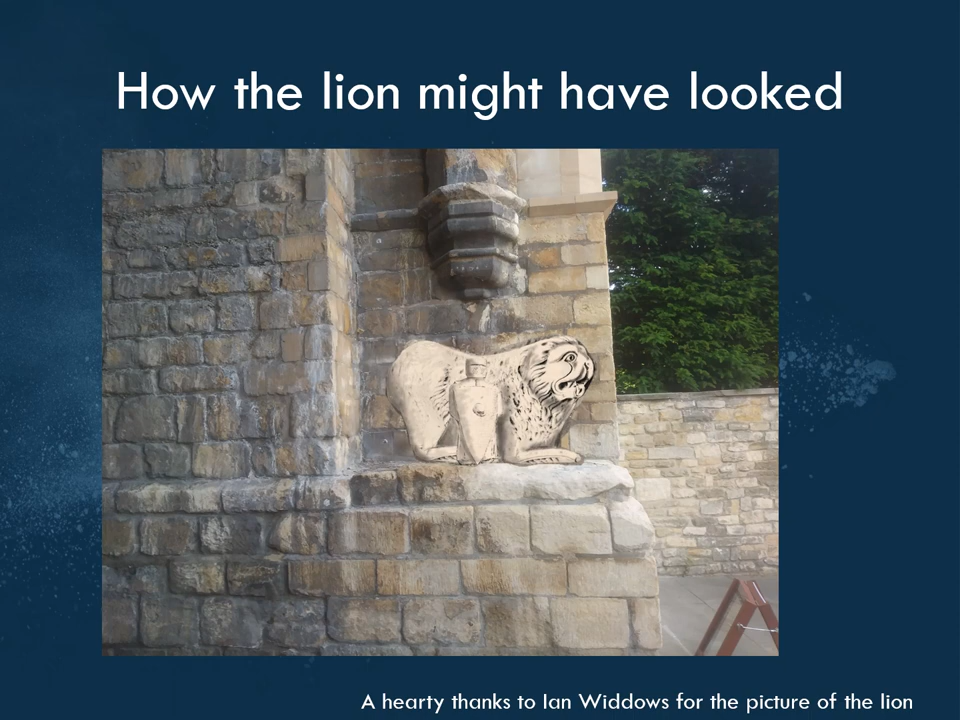 How the lion might have looked
A hearty thanks to Ian Widdows for the picture of the lion